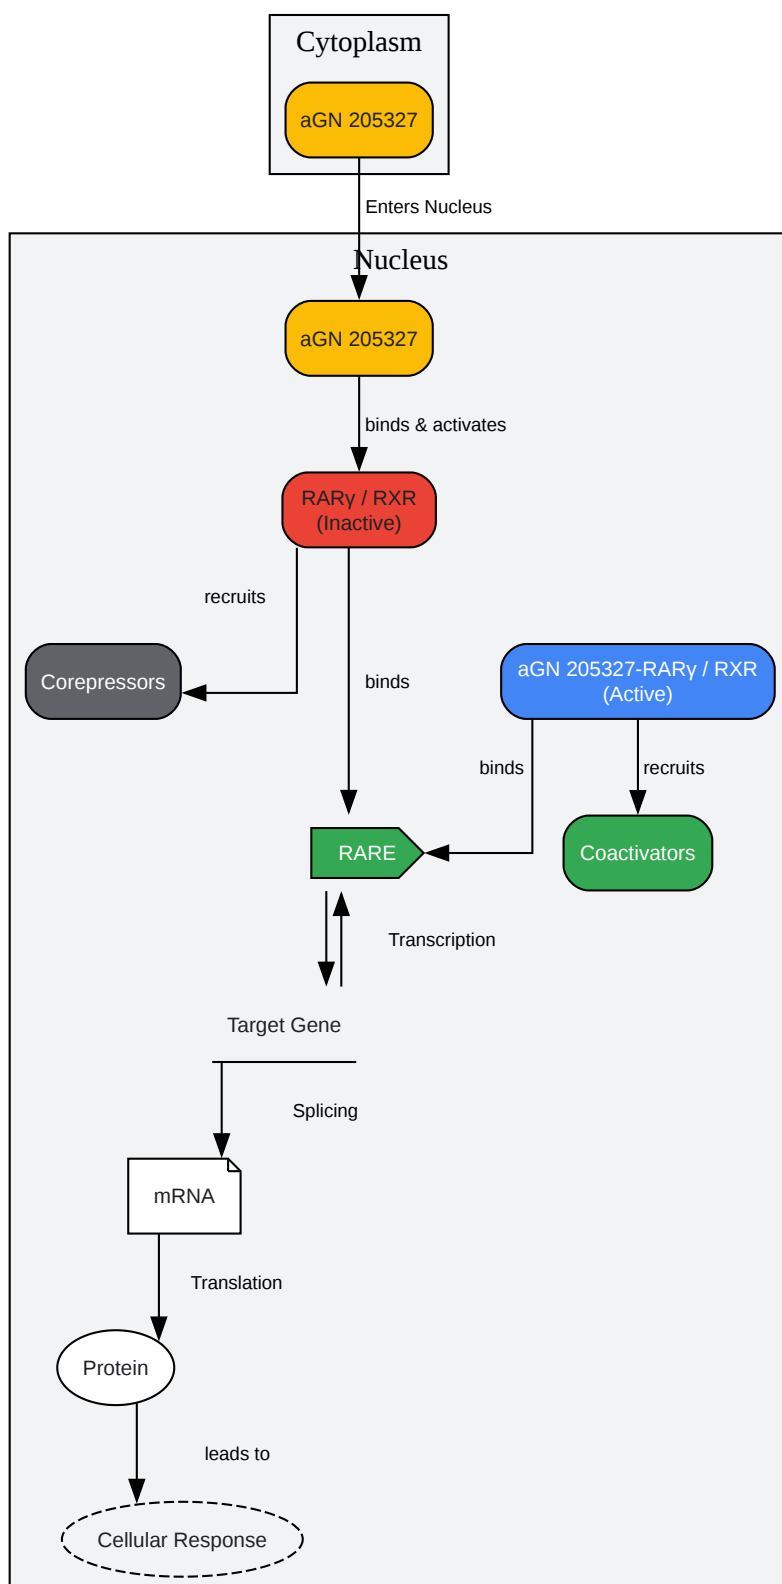 Cytoplasm
aGN 205327
Enters Nucleus
Nucleus
aGN 205327
binds & activates
RARγ / RXR
(Inactive)
recruits
Corepressors
binds
aGN 205327-RARγ / RXR
(Active)
binds
recruits
RARE
Coactivators
Transcription
Target Gene
Splicing
mRNA
Translation
Protein
leads to
Cellular Response